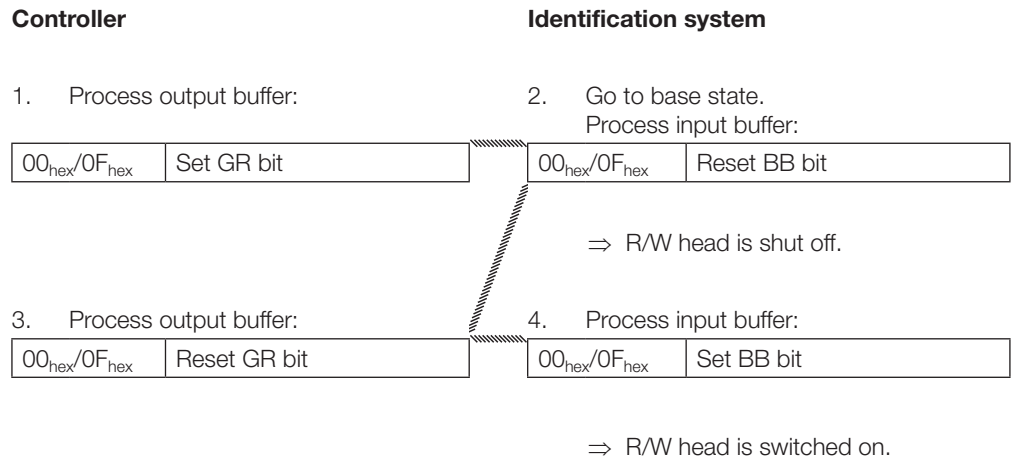 Controller
Identification system
1. Process output buffer:
2. Go to base state.
Process input buffer:
00hex/0Fhex Set GR bit
00hex/0Fhex Reset BB bit
⇒ R/W head is shut off.
3. Process output buffer:
4. Process input buffer:
00hex/0Fhex Reset GR bit
00hex/0Fhex Set BB bit
⇒ R/W head is switched on.